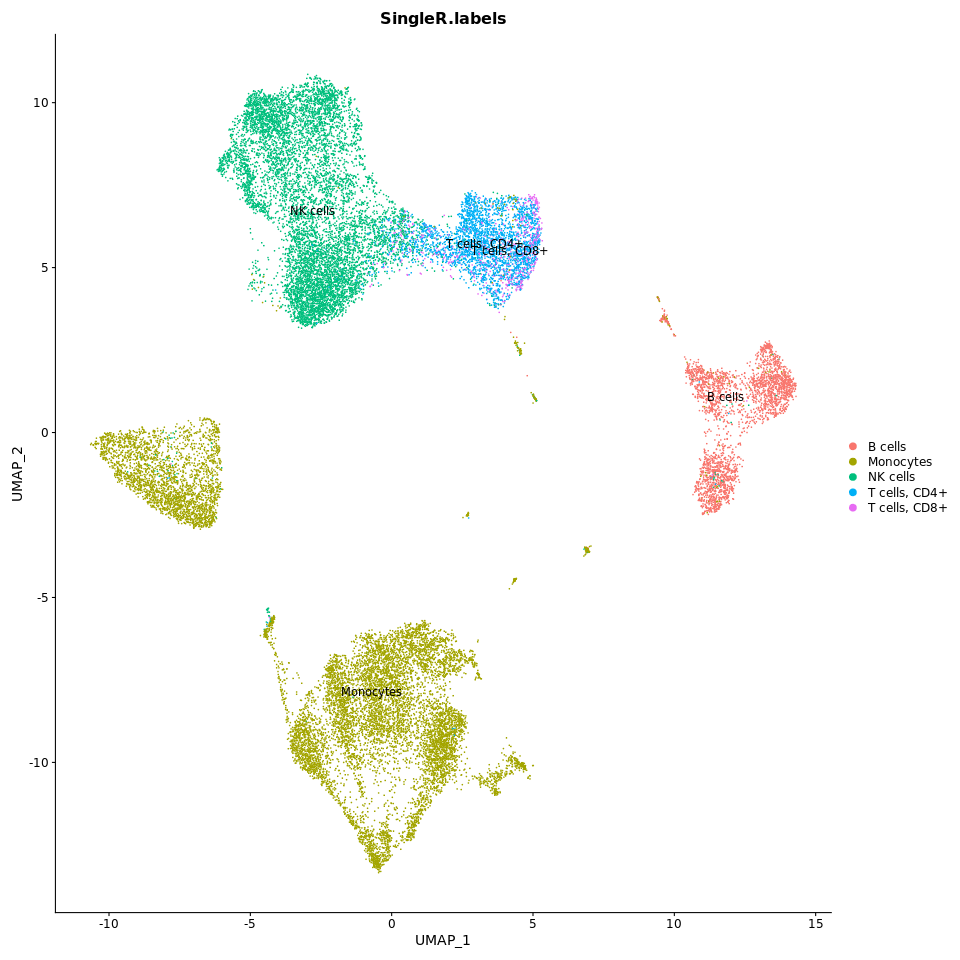 SingleR.labels
10
5
0
-5
-10
UMAP_2
NK cells
T cells, CD4+
T cells, CD8+
B cells
Monocytes
B cells
Monocytes
NK cells
T cells, CD4+
T cells, CD8+
-10
-5
0
5
10
15
UMAP_1